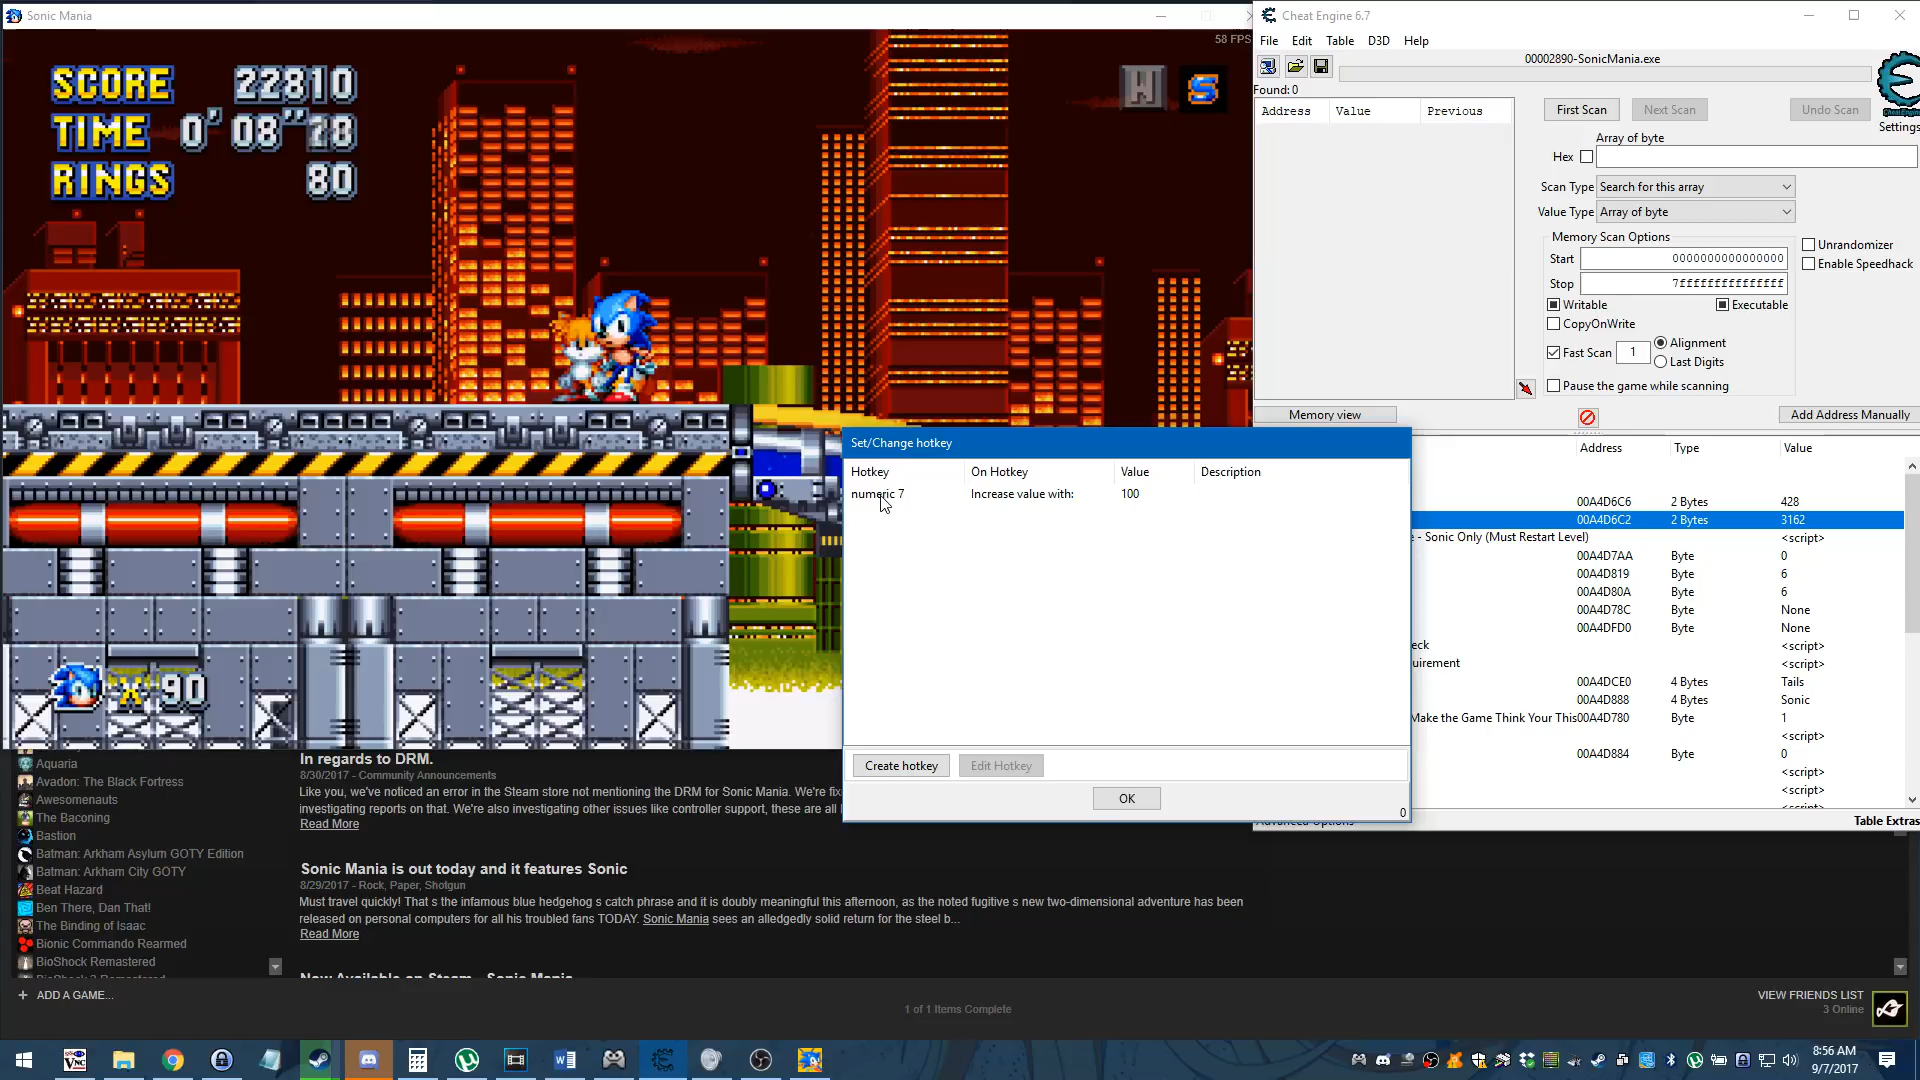 Sonic Mania
58 FPS
SCORE 22810
TIME 0'08"78
RINGS 80
W S
X 90
Cheat Engine 6.7
File Edit Table D3D Help
00002890-SonicMania.exe
Found: 0
Address Value Previous
First Scan Next Scan Undo Scan
Settings
Array of byte
Hex
Scan Type Search for this array
Value Type Array of byte
Memory Scan Options
Start 0000000000000000
Stop 7fffffffffffffff
Writable Executable
CopyOnWrite
Fast Scan 1 Alignment
Last Digits
Pause the game while scanning
Unrandomizer
Enable Speedhack
Memory view
Add Address Manually
Address Type Value
00A4D6C6 2 Bytes 428
00A4D6C2 2 Bytes 3162
e - Sonic Only (Must Restart Level) <script>
00A4D7AA Byte 0
00A4D819 Byte 6
00A4D80A Byte 6
00A4D78C Byte None
00A4DFD0 Byte None
eck <script>
uirement <script>
00A4DCE0 4 Bytes Tails
00A4D888 4 Bytes Sonic
Make the Game Think Your This 00A4D780 Byte 1
<script>
00A4D884 Byte 0
<script>
<script>
<script>
Advanced Options
Table Extras
Set/Change hotkey
Hotkey On Hotkey Value Description
numeric 7 Increase value with: 100
Create hotkey Edit Hotkey
OK
0
Aquaria
Avadon: The Black Fortress
Awesomenauts
The Baconing
Bastion
Batman: Arkham Asylum GOTY Edition
Batman: Arkham City GOTY
Beat Hazard
Ben There, Dan That!
The Binding of Isaac
Bionic Commando Rearmed
BioShock Remastered
BioShock 2 Remastered
In regards to DRM.
8/30/2017 - Community Announcements
Like you, we've noticed an error in the Steam store not mentioning the DRM for Sonic Mania. We're fix
investigating reports on that. We're also investigating other issues like controller support, these are all
Read More
Sonic Mania is out today and it features Sonic
8/29/2017 - Rock, Paper, Shotgun
Must travel quickly! That s the infamous blue hedgehog s catch phrase and it is doubly meaningful this afternoon, as the noted fugitive s new two-dimensional adventure has been
released on personal computers for all his troubled fans TODAY. Sonic Mania sees an alledgedly solid return for the steel b...
Read More
Now Available on Steam - Sonic Mania
+ ADD A GAME...
1 of 1 Items Complete
VIEW FRIENDS LIST
3 Online
8:56 AM
9/7/2017